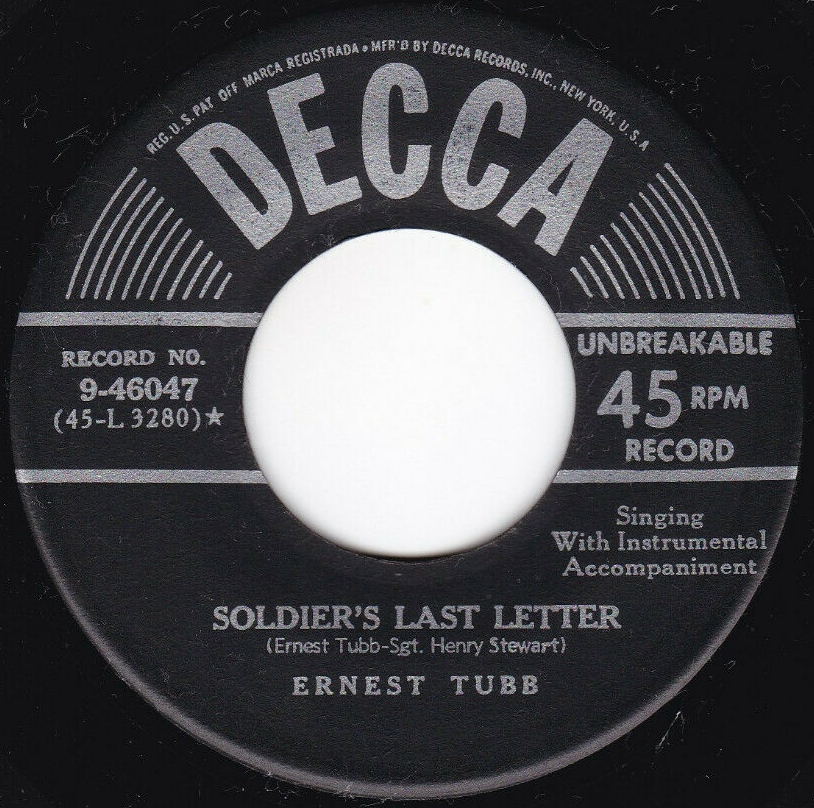 REG. U.S. PAT. OFF. MARCA REGISTRADA • MFR'D BY DECCA RECORDS, INC., NEW YORK, U.S.A
DECCA
RECORD NO.
9-46047
(45-L 3280)★
UNBREAKABLE
45 RPM
RECORD
Singing
With Instrumental
Accompaniment
SOLDIER'S LAST LETTER
(Ernest Tubb-Sgt. Henry Stewart)
ERNEST TUBB